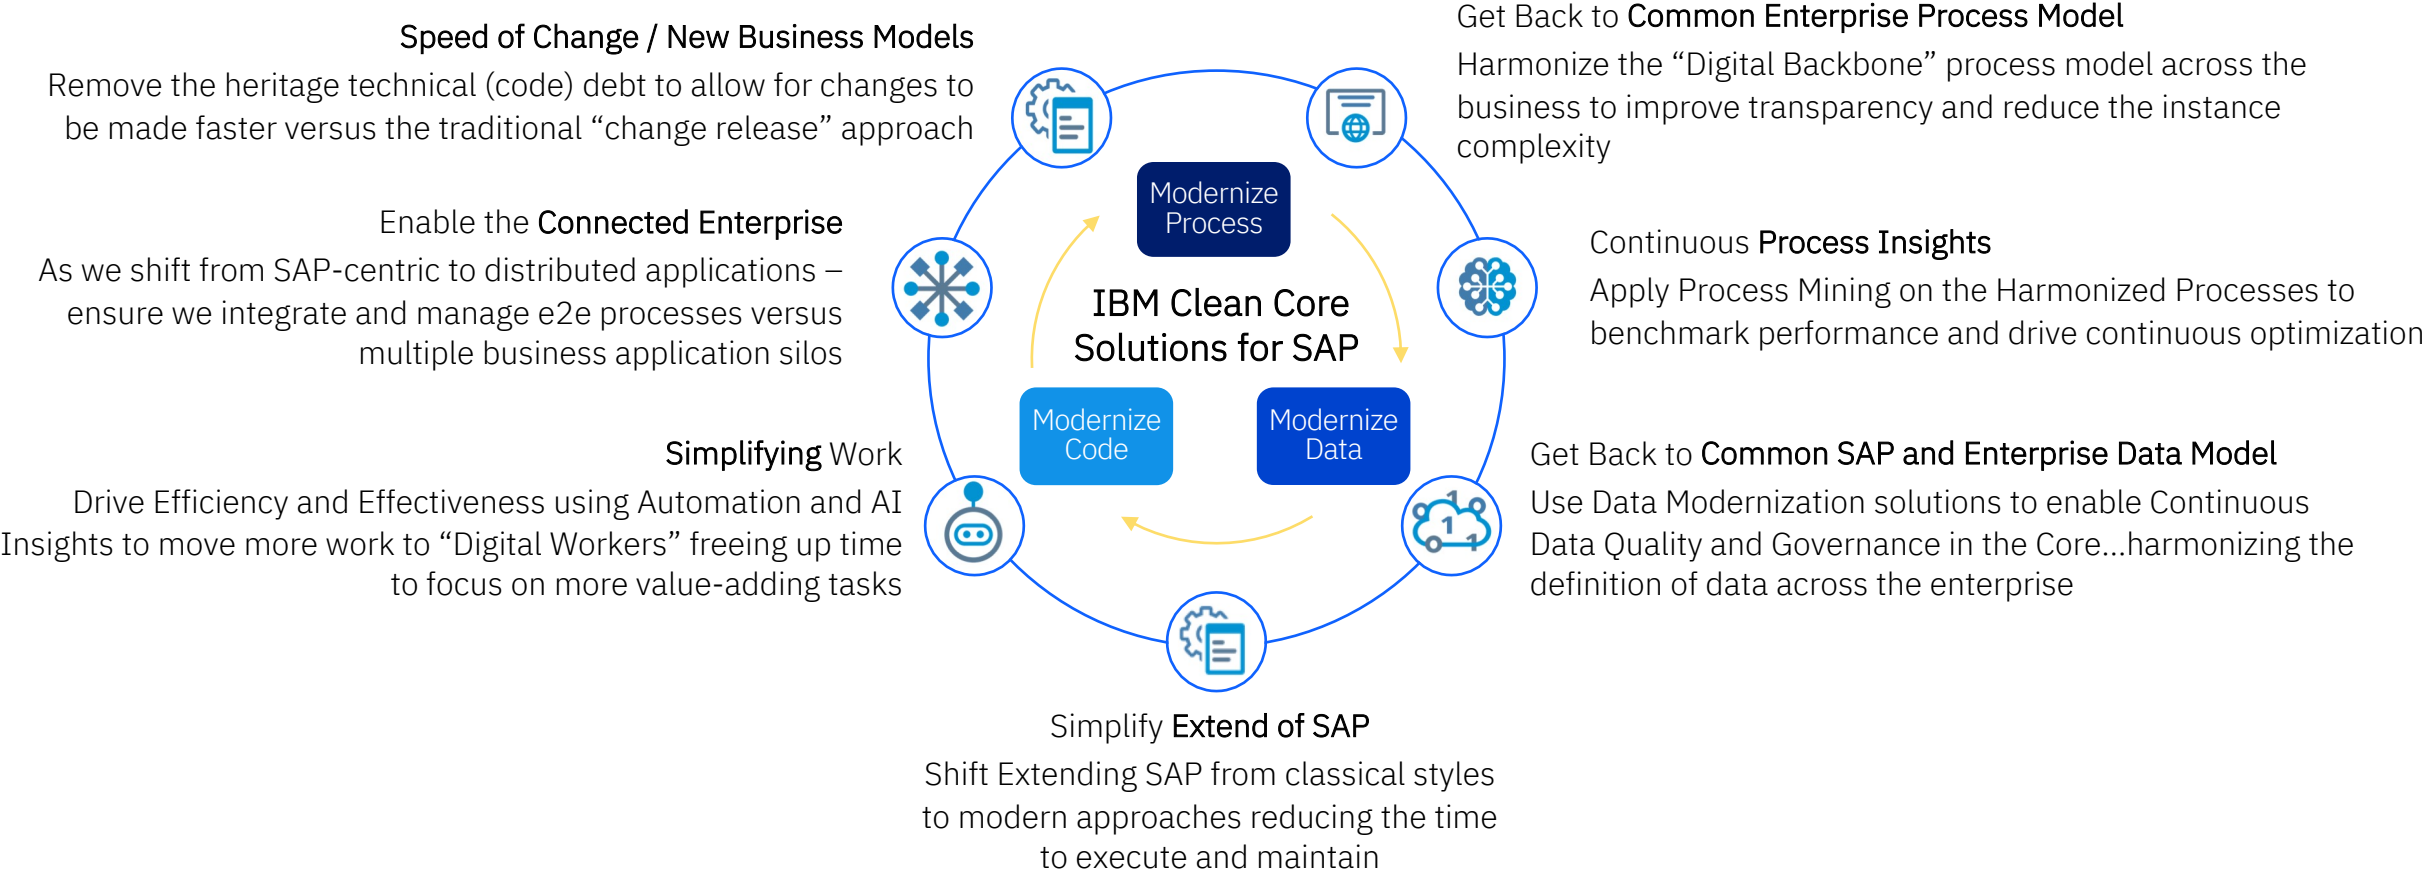 Speed of Change / New Business Models
Remove the heritage technical (code) debt to allow for changes to
be made faster versus the traditional “change release” approach
Get Back to Common Enterprise Process Model
Harmonize the “Digital Backbone” process model across the
business to improve transparency and reduce the instance
complexity
Enable the Connected Enterprise
As we shift from SAP-centric to distributed applications –
ensure we integrate and manage e2e processes versus
multiple business application silos
Continuous Process Insights
Apply Process Mining on the Harmonized Processes to
benchmark performance and drive continuous optimization
Simplifying Work
Drive Efficiency and Effectiveness using Automation and AI
Insights to move more work to “Digital Workers” freeing up time
to focus on more value-adding tasks
Get Back to Common SAP and Enterprise Data Model
Use Data Modernization solutions to enable Continuous
Data Quality and Governance in the Core...harmonizing the
definition of data across the enterprise
Modernize
Process
IBM Clean Core
Solutions for SAP
Modernize
Code
Modernize
Data
1
1
1
Simplify Extend of SAP
Shift Extending SAP from classical styles
to modern approaches reducing the time
to execute and maintain